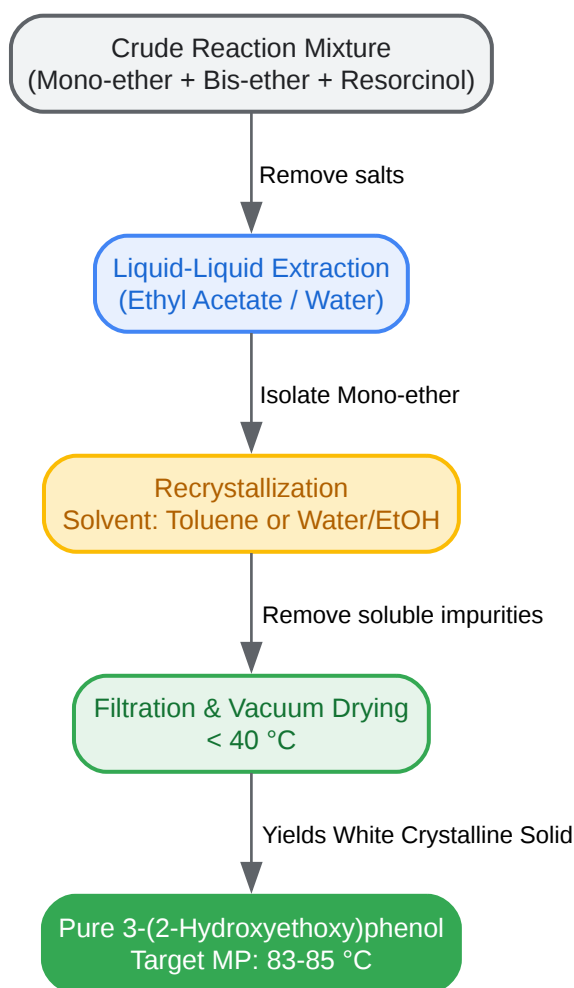 Crude Reaction Mixture
(Mono-ether + Bis-ether + Resorcinol)
Remove salts
Liquid-Liquid Extraction
(Ethyl Acetate / Water)
Isolate Mono-ether
Recrystallization
Solvent: Toluene or Water/EtOH
Remove soluble impurities
Filtration & Vacuum Drying
< 40 °C
Yields White Crystalline Solid
Pure 3-(2-Hydroxyethoxy)phenol
Target MP: 83-85 °C